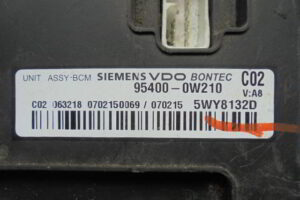 UNIT ASSY-BCM SIEMENS VDO BONTEC C02
95400-0W210 V:A8
C02 063218 0702150069 / 070215 5WY8132D